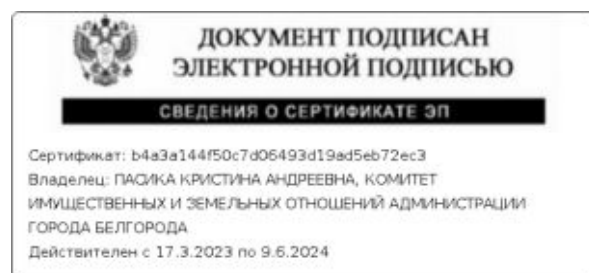 ДОКУМЕНТ ПОДПИСАН
ЭЛЕКТРОННОЙ ПОДПИСЬЮ
СВЕДЕНИЯ О СЕРТИФИКАТЕ ЭП
Сертификат: b4a3a144f50c7d06493d19ad5eb72ec3
Владелец: ПАСИКА КРИСТИНА АНДРЕЕВНА, КОМИТЕТ
ИМУЩЕСТВЕННЫХ И ЗЕМЕЛЬНЫХ ОТНОШЕНИЙ АДМИНИСТРАЦИИ
ГОРОДА БЕЛГОРОДА
Действителен с 17.3.2023 по 9.6.2024